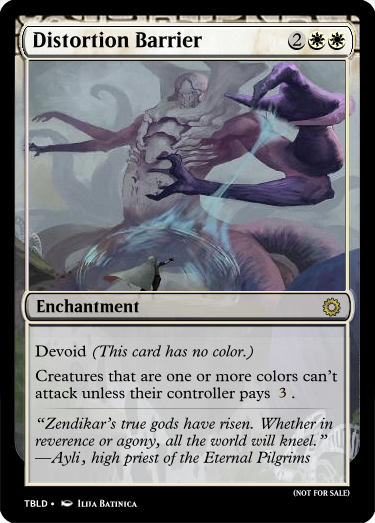 Distortion Barrier 2
Enchantment
Devoid (This card has no color.)
Creatures that are one or more colors can't
attack unless their controller pays 3 .
“Zendikar's true gods have risen. Whether in
reverence or agony, all the world will kneel.”
—Ayli, high priest of the Eternal Pilgrims
(NOT FOR SALE)
TBLD • Ilija Batinica